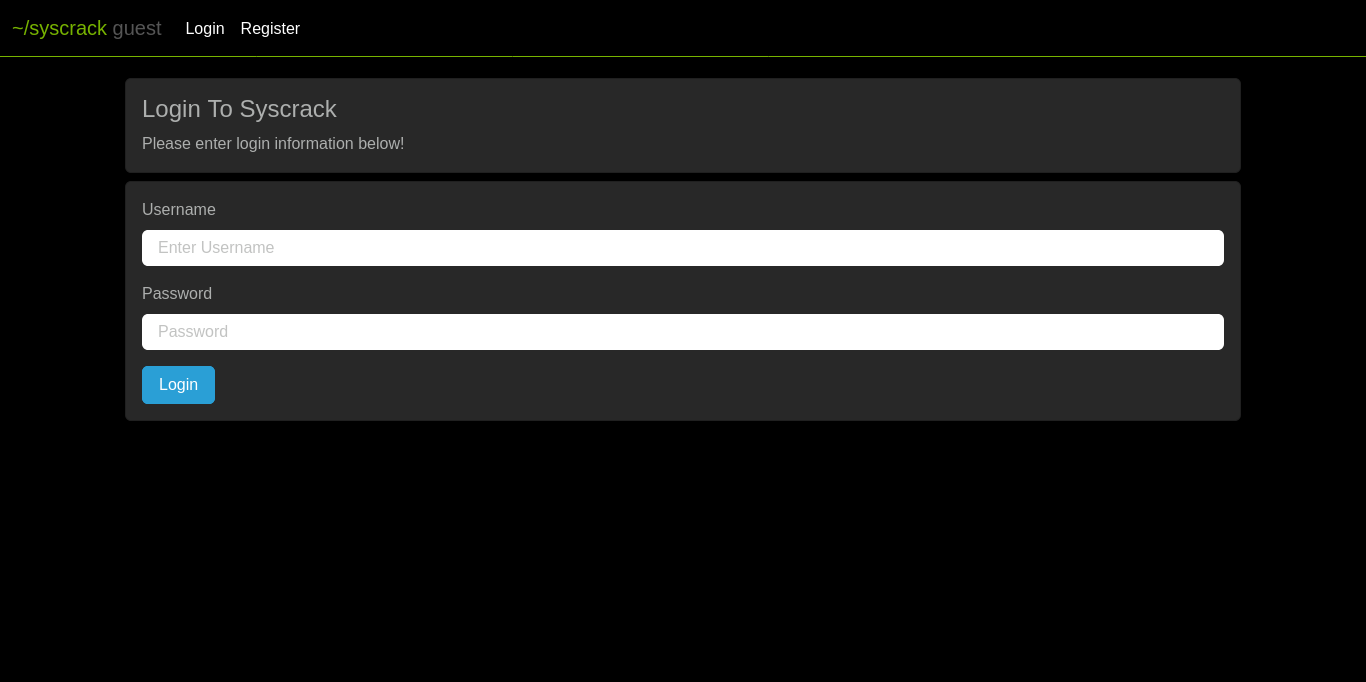 ~/syscrack guest Login Register
Login To Syscrack
Please enter login information below!
Username
Enter Username
Password
Password
Login